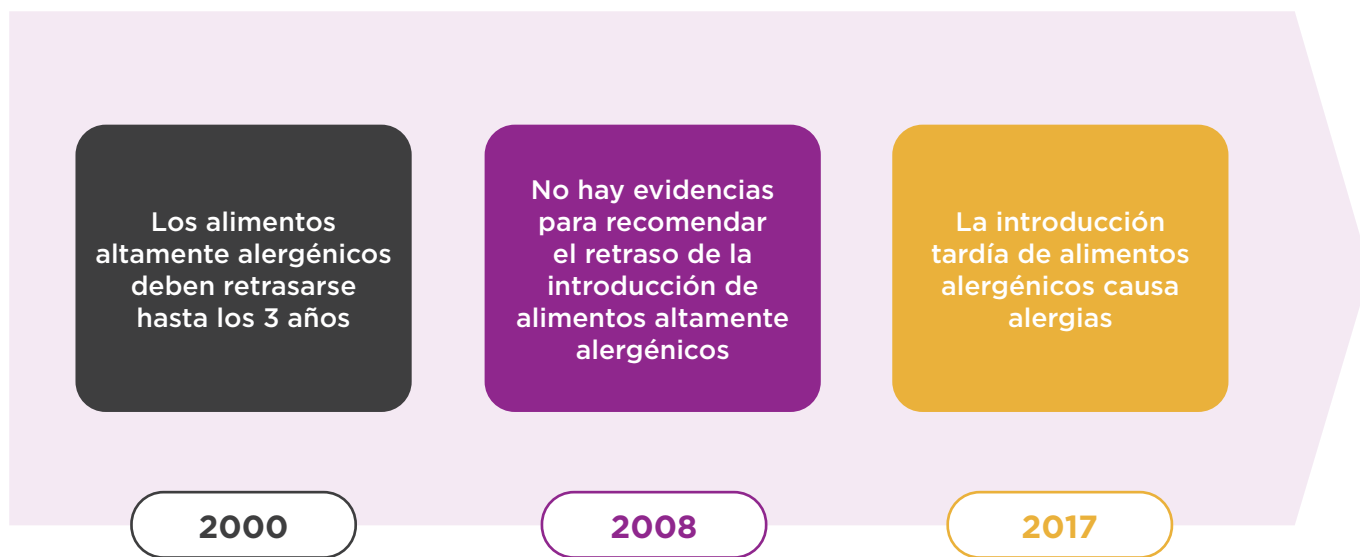 Los alimentos
altamente alergénicos
deben retrasarse
hasta los 3 años
No hay evidencias
para recomendar
el retraso de la
introducción de
alimentos altamente
alergénicos
La introducción
tardía de alimentos
alergénicos causa
alergias
2000
2008
2017